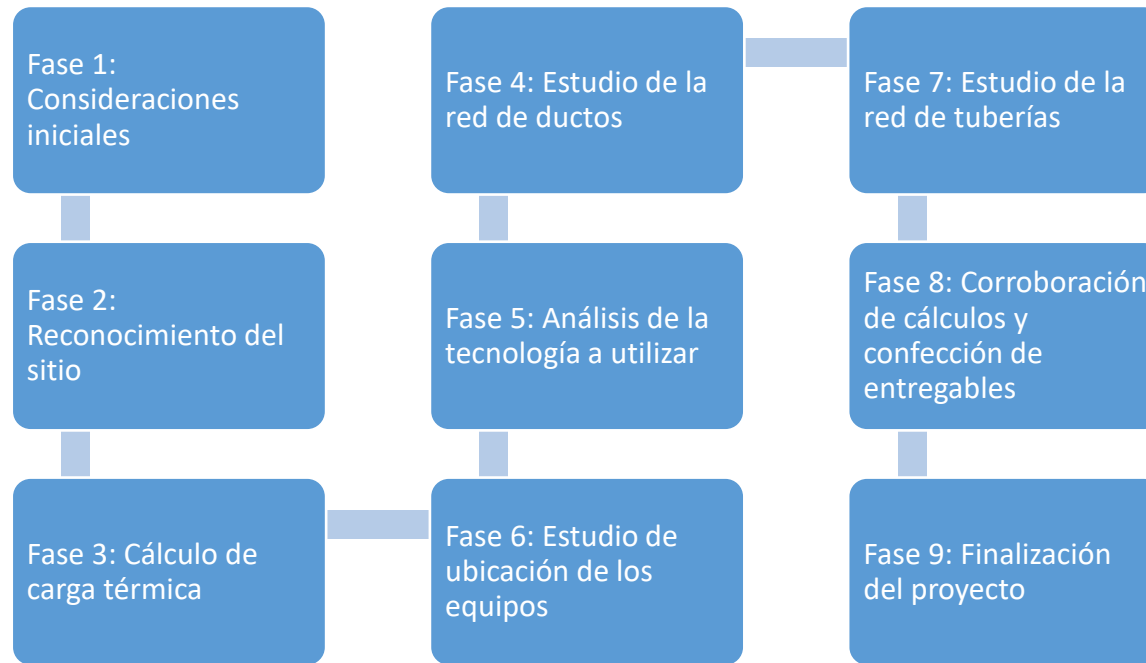 Fase 1:
Consideraciones
iniciales
Fase 2:
Reconocimiento del
sitio
Fase 3: Cálculo de
carga térmica
Fase 4: Estudio de la
red de ductos
Fase 5: Análisis de la
tecnología a utilizar
Fase 6: Estudio de
ubicación de los
equipos
Fase 7: Estudio de la
red de tuberías
Fase 8: Corroboración
de cálculos y
confección de
entregables
Fase 9: Finalización
del proyecto